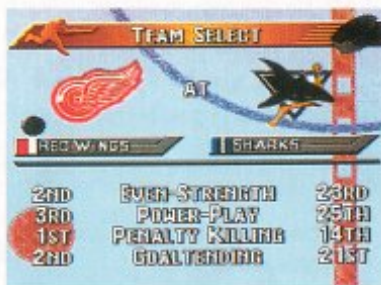 TEAM SELECT
AT
RED WINGS SHARKS
2ND EVEN-STRENGTH 23RD
3RD POWER-PLAY 25TH
1ST PENALTY KILLING 14TH
2ND GOALTENDING 21ST